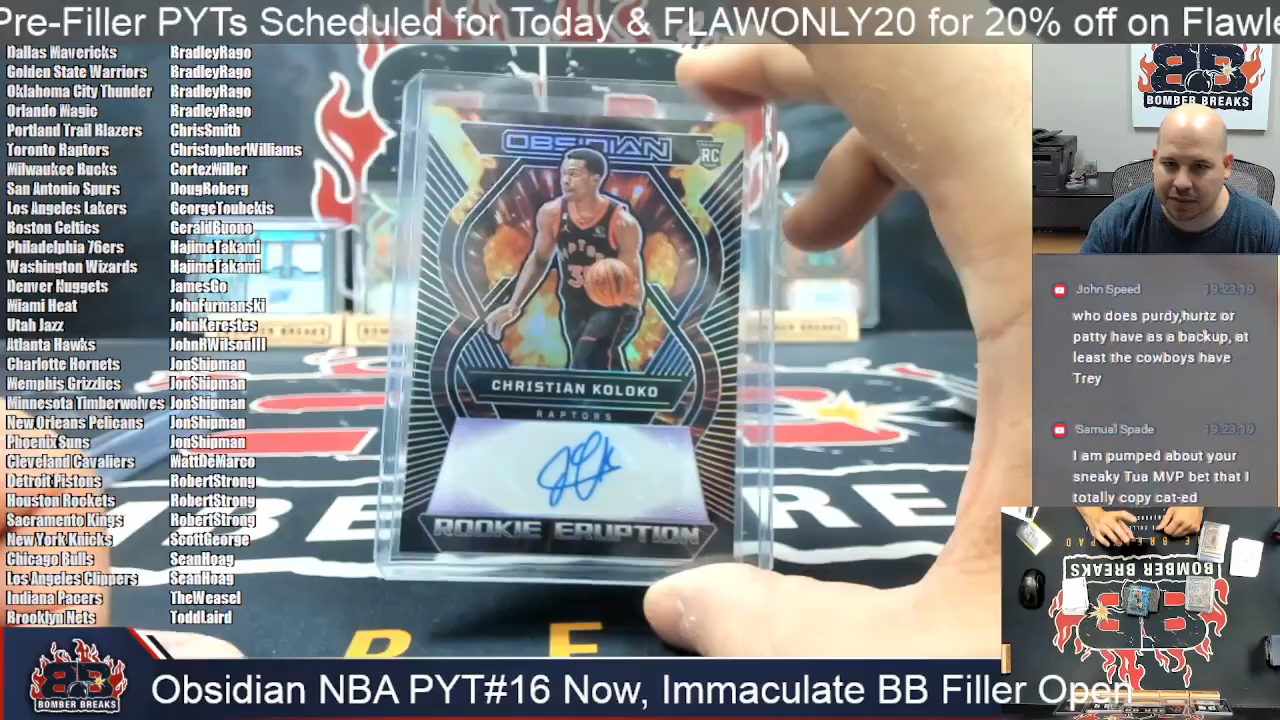 Pre-Filler PYTs Scheduled for Today & FLAWONLY20 for 20% off on Flawle
Dallas Mavericks BradleyRago
Golden State Warriors BradleyRago
Oklahoma City Thunder BradleyRago
Orlando Magic BradleyRago
Portland Trail Blazers ChrisSmith
Toronto Raptors ChristopherWilliams
Milwaukee Bucks CortezMiller
San Antonio Spurs DougBoberg
Los Angeles Lakers GeorgeToubekis
Boston Celtics GeraldBuono
Philadelphia 76ers HajimeTakami
Washington Wizards HajimeTakami
Denver Nuggets JamesGo
Miami Heat JohnFurmanski
Utah Jazz JohnKerestes
Atlanta Hawks JohnRWilsonIII
Charlotte Hornets JonShipman
Memphis Grizzlies JonShipman
Minnesota Timberwolves JonShipman
New Orleans Pelicans JonShipman
Phoenix Suns JonShipman
Cleveland Cavaliers MattDeMarco
Detroit Pistons RobertStrong
Houston Rockets RobertStrong
Sacramento Kings RobertStrong
New York Knicks ScottGeorge
Chicago Bulls SeanHoag
Los Angeles Clippers SeanHoag
Indiana Pacers TheWeasel
Brooklyn Nets ToddLaird
OBSIDIAN
RC
CHRISTIAN KOLOKO
RAPTORS
ROOKIE ERUPTION
BOMBER BREAKS
John Speed 19:23:19
who does purdy,hurtz or
patty have as a backup, at
least the cowboys have
Trey
Samual Spade 19:23:19
I am pumped about your
sneaky Tua MVP bet that I
totally copy cat-ed
BOMBER BREAKS
BOMBER BREAKS
Obsidian NBA PYT#16 Now, Immaculate BB Filler Open